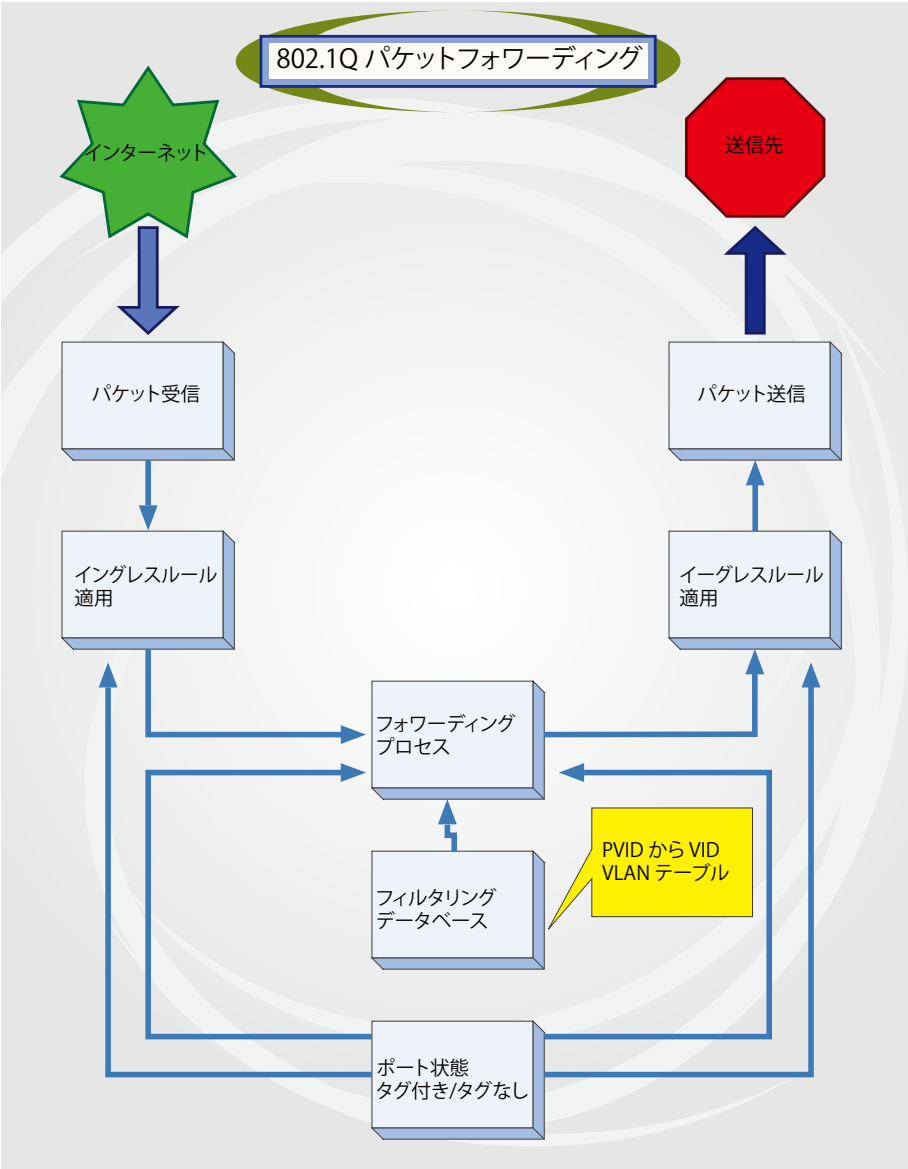 802.1Q パケットフォワーディング
インターネット
送信先
パケット受信
パケット送信
イングレスルール
適用
イーグレスルール
適用
フォワーディング
プロセス
PVID から VID
VLAN テーブル
フィルタリング
データベース
ポート状態
タグ付き/タグなし